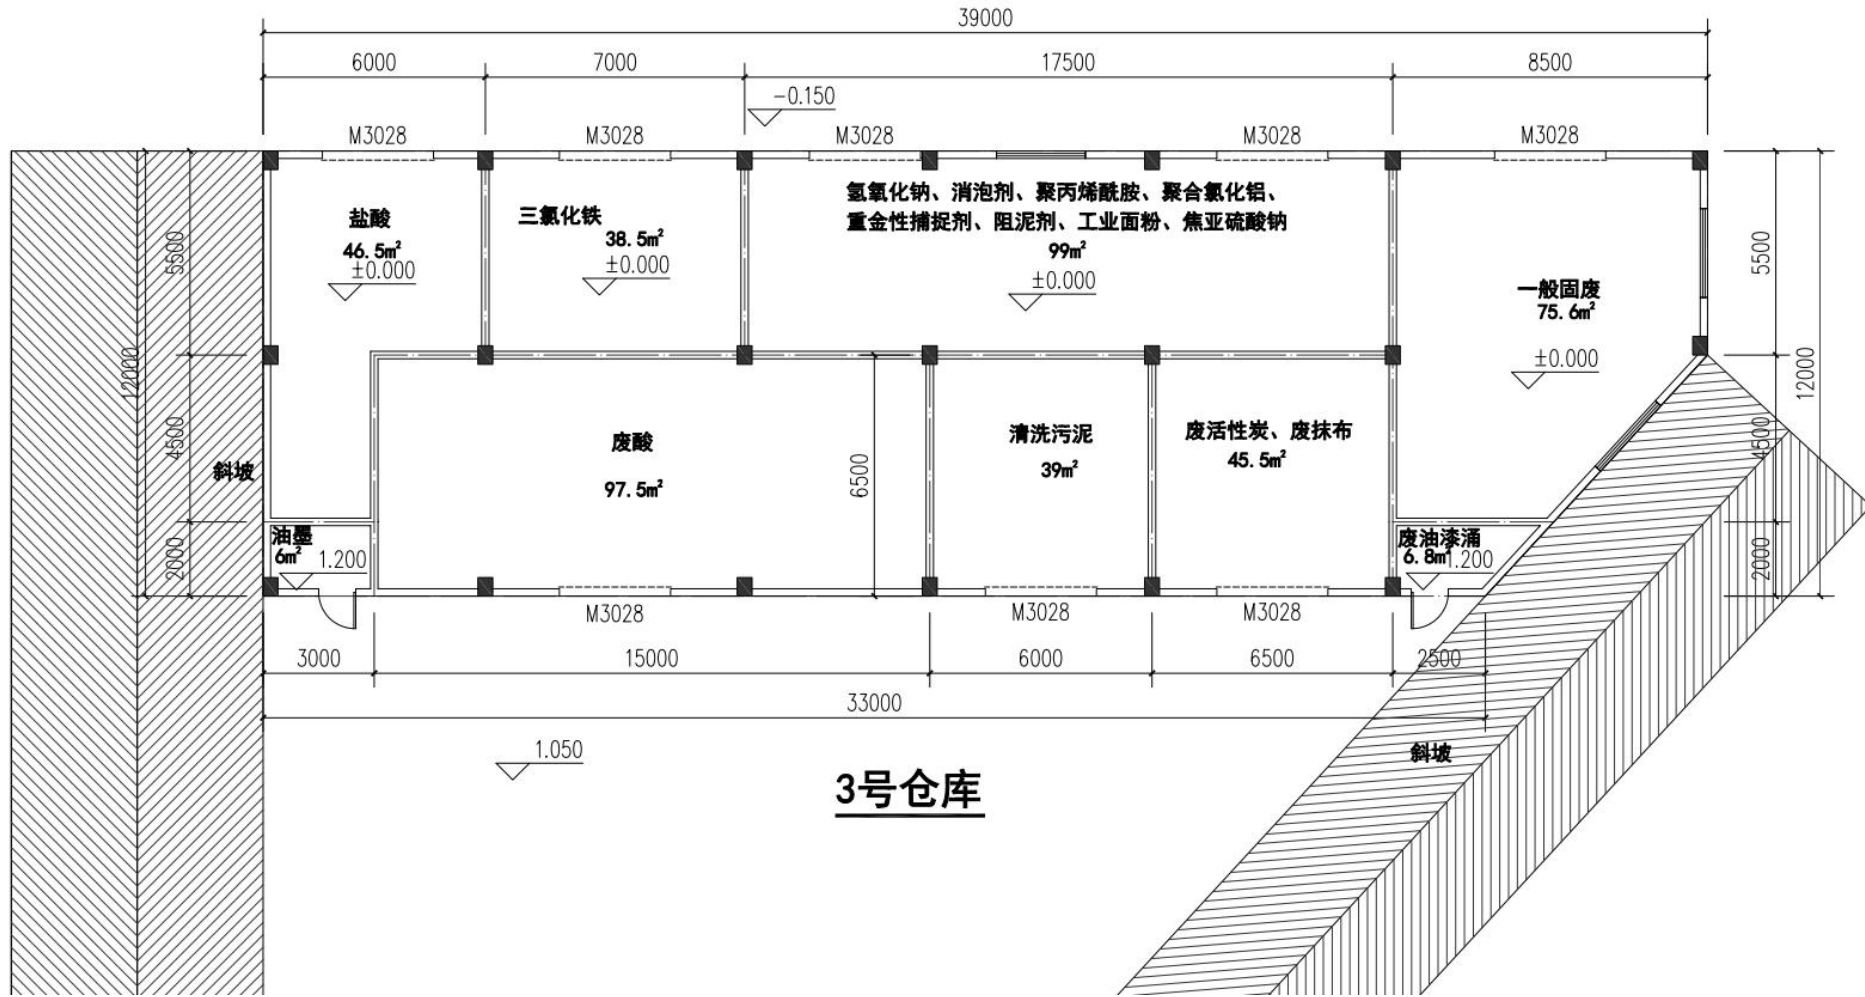 39000
6000
7000
17500
8500
-0.150
M3028
M3028
M3028
M3028
M3028
盐酸
46.5㎡
±0.000
三氯化铁
38.5㎡
±0.000
氢氧化钠、消泡剂、聚丙烯酰胺、聚合氯化铝、
重金性捕捉剂、阻泥剂、工业面粉、焦亚硫酸钠
99㎡
±0.000
一般固废
75.6㎡
±0.000
5500
4500
2000
12000
5500
4500
2000
12000
斜坡
废酸
97.5㎡
6500
清洗污泥
39㎡
废活性炭、废抹布
45.5㎡
油墨
6㎡
1.200
废油漆涌
6.8㎡
1.200
M3028
M3028
M3028
3000
15000
6000
6500
2500
33000
1.050
3号仓库
斜坡